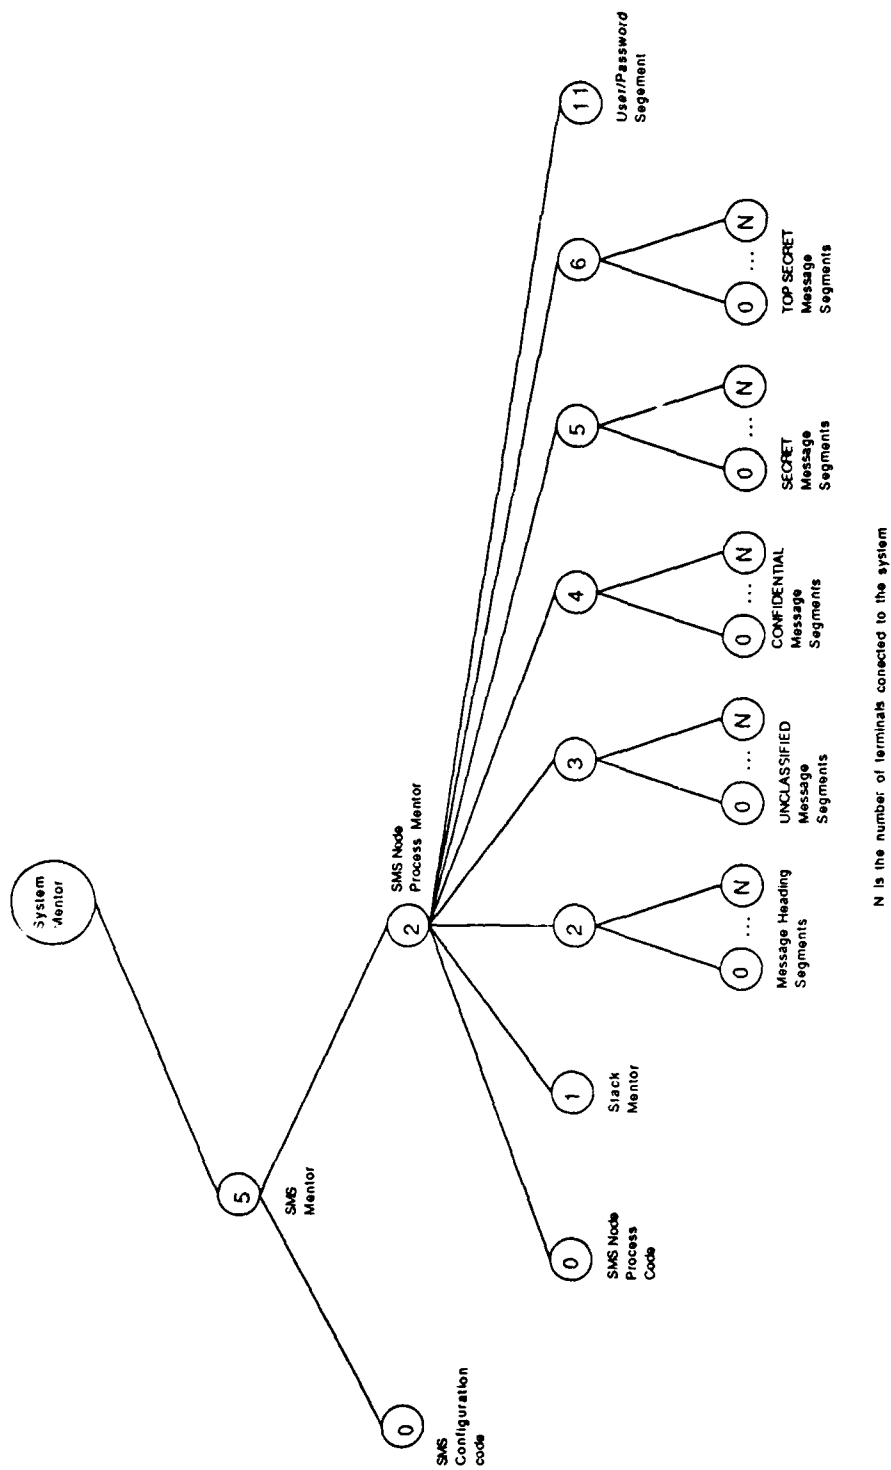 System
Mentor
5
SMS
Mentor
0
SMS
Configuration
code
SMS Node
Process Mentor
2
0
SMS Node
Process
Code
1
Stack
Mentor
2
0 ... N
Message Heading
Segments
3
0 ... N
UNCLASSIFIED
Message
Segments
4
0 ... N
CONFIDENTIAL
Message
Segments
5
0 ... N
SECRET
Message
Segments
6
0 ... N
TOP SECRET
Message
Segments
11
User/Password
Segement
N is the number of terminals conected to the system